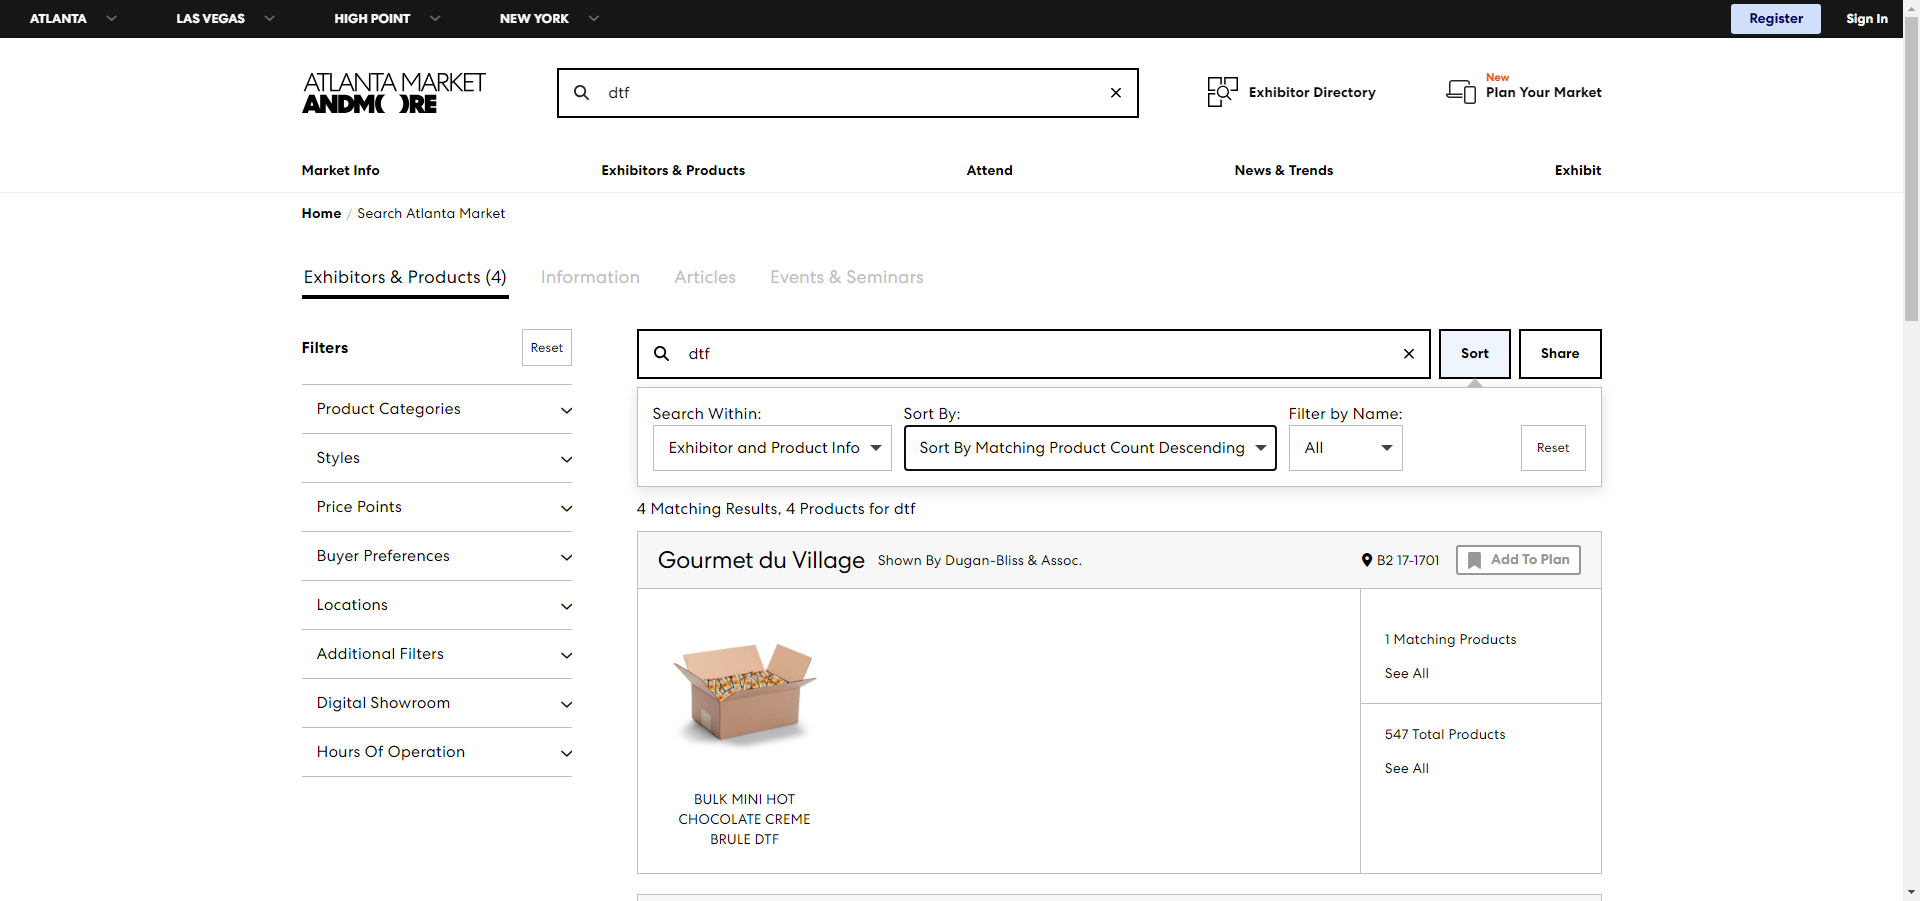 ATLANTA
LAS VEGAS
HIGH POINT
NEW YORK
Register
Sign In
ATLANTA MARKET
ANDMORE
dtf
Exhibitor Directory
New
Plan Your Market
Market Info
Exhibitors & Products
Attend
News & Trends
Exhibit
Home / Search Atlanta Market
Exhibitors & Products (4)
Information
Articles
Events & Seminars
Filters
Reset
Product Categories
Styles
Price Points
Buyer Preferences
Locations
Additional Filters
Digital Showroom
Hours Of Operation
dtf
Sort
Share
Search Within:
Exhibitor and Product Info
Sort By:
Sort By Matching Product Count Descending
Filter by Name:
All
Reset
4 Matching Results, 4 Products for dtf
Gourmet du Village
Shown By Dugan-Bliss & Assoc.
B2 17-1701
Add To Plan
BULK MINI HOT
CHOCOLATE CREME
BRULE DTF
1 Matching Products
See All
547 Total Products
See All